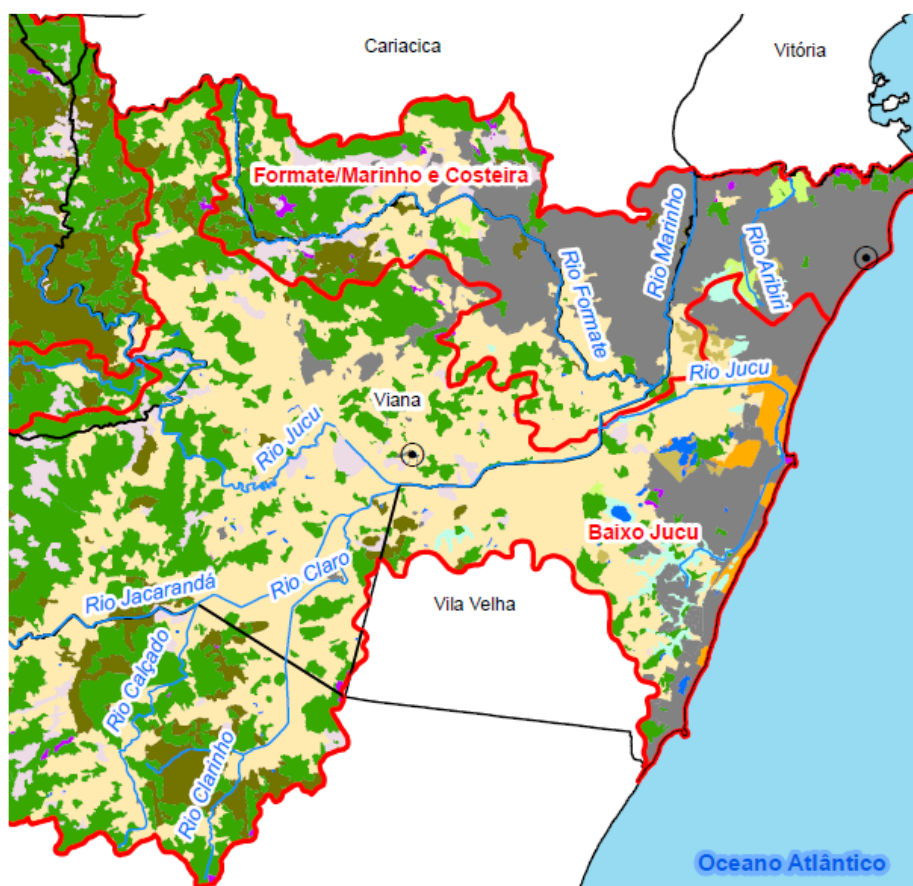 Cariacica
Vitória
Formate/Marinho e Costeira
Rio Marinho
Rio Aribiri
Rio Formate
Rio Jucu
Viana
Rio Jucu
Baixo Jucu
Rio Claro
Rio Jacarandá
Vila Velha
Rio Calçado
Rio Clarinho
Oceano Atlântico